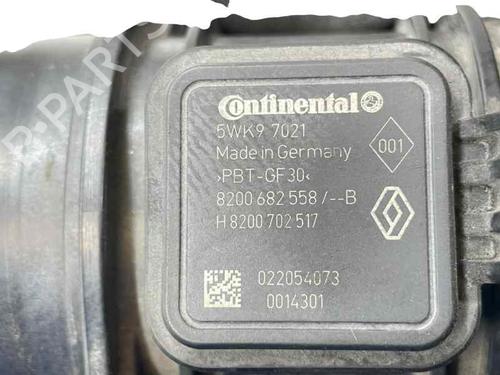 Continental
5WK9 7021
Made in Germany
001
>PBT-GF30<
8200 682 558 /--B
H 8200 702 517
022054073
0014301